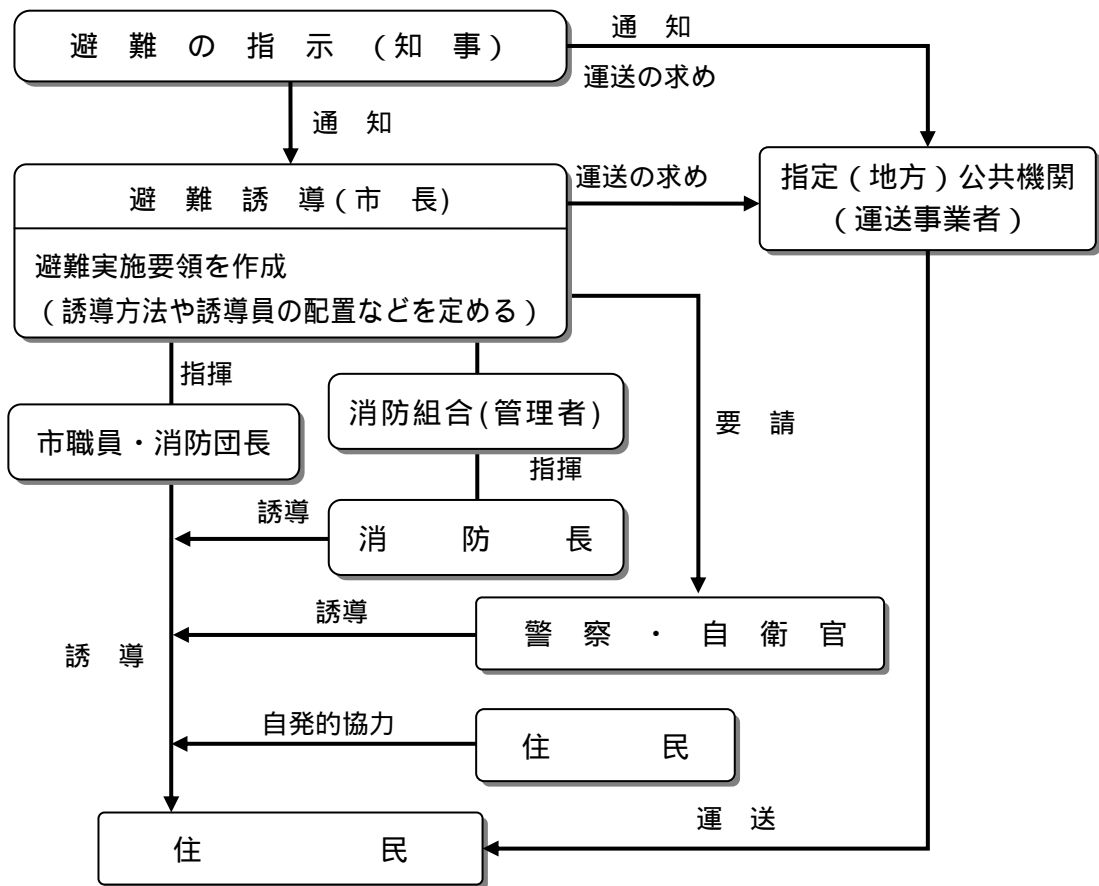 避難の指示(知事)
通知
運送の求め
通知
避難誘導(市長)
運送の求め
指定(地方)公共機関
(運送事業者)
避難実施要領を作成
(誘導方法や誘導員の配置などを定める)
指揮
消防組合(管理者)
要請
市職員・消防団長
指揮
誘導
消防長
誘導
警察・自衛官
誘導
自発的協力
住民
運送
住民